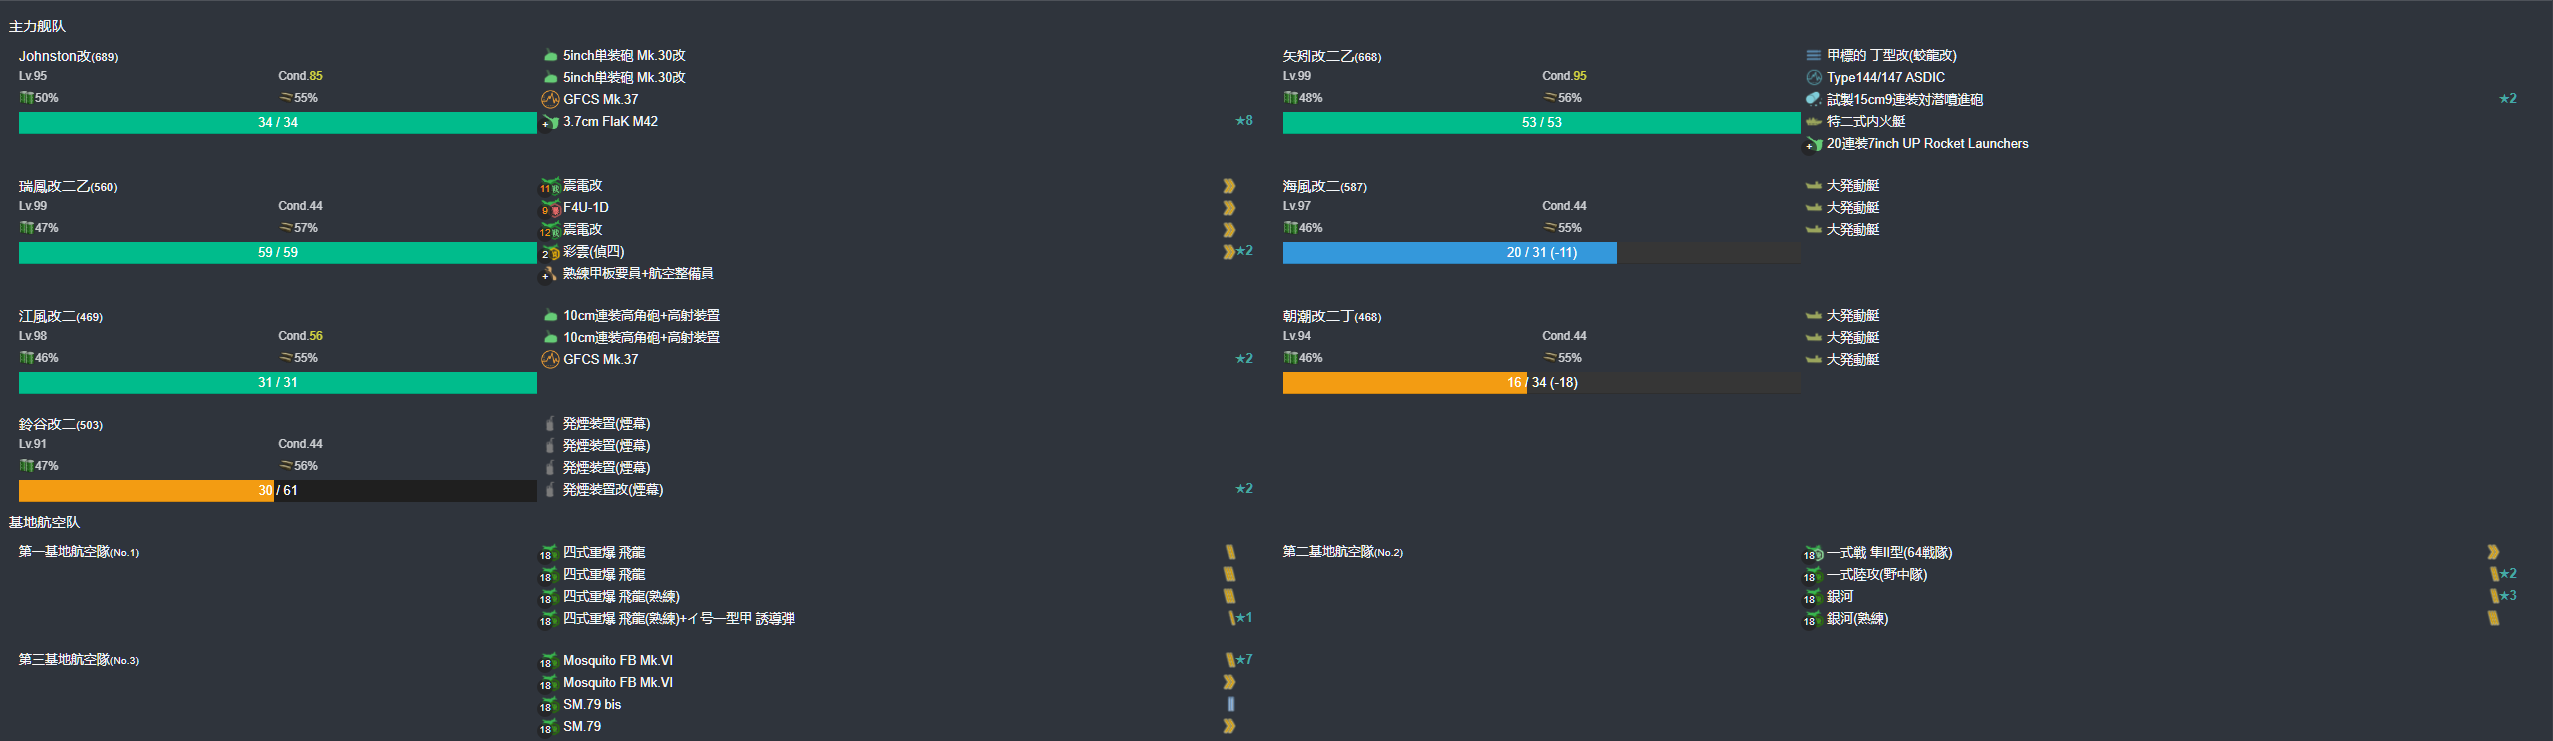 主力舰队
Johnston改(689)
Lv.95 Cond.85
50% 55%
34 / 34
5inch単装砲 Mk.30改
5inch単装砲 Mk.30改
GFCS Mk.37
+ 3.7cm FlaK M42 ★8
矢矧改二乙(668)
Lv.99 Cond.95
48% 56%
53 / 53
甲標的 丁型改(蛟龍改)
Type144/147 ASDIC
試製15cm9連装対潜噴進砲 ★2
特二式内火艇
+ 20連装7inch UP Rocket Launchers
瑞鳳改二乙(560)
Lv.99 Cond.44
47% 57%
59 / 59
11 震電改
9 F4U-1D
12 震電改
2 彩雲(偵四) ★2
+ 熟練甲板要員+航空整備員
海風改二(587)
Lv.97 Cond.44
46% 55%
20 / 31 (-11)
大発動艇
大発動艇
大発動艇
江風改二(469)
Lv.98 Cond.56
46% 55%
31 / 31
10cm連装高角砲+高射装置
10cm連装高角砲+高射装置
GFCS Mk.37 ★2
朝潮改二丁(468)
Lv.94 Cond.44
46% 55%
16 / 34 (-18)
大発動艇
大発動艇
大発動艇
鈴谷改二(503)
Lv.91 Cond.44
47% 56%
30 / 61
発煙装置(煙幕)
発煙装置(煙幕)
発煙装置(煙幕)
発煙装置改(煙幕) ★2
基地航空队
第一基地航空隊(No.1)
18 四式重爆 飛龍
18 四式重爆 飛龍
18 四式重爆 飛龍(熟練)
18 四式重爆 飛龍(熟練)+イ号一型甲 誘導弾 ★1
第二基地航空隊(No.2)
18 一式戦 隼II型(64戦隊)
18 一式陸攻(野中隊) ★2
18 銀河 ★3
18 銀河(熟練)
第三基地航空隊(No.3)
18 Mosquito FB Mk.VI ★7
18 Mosquito FB Mk.VI
18 SM.79 bis
18 SM.79